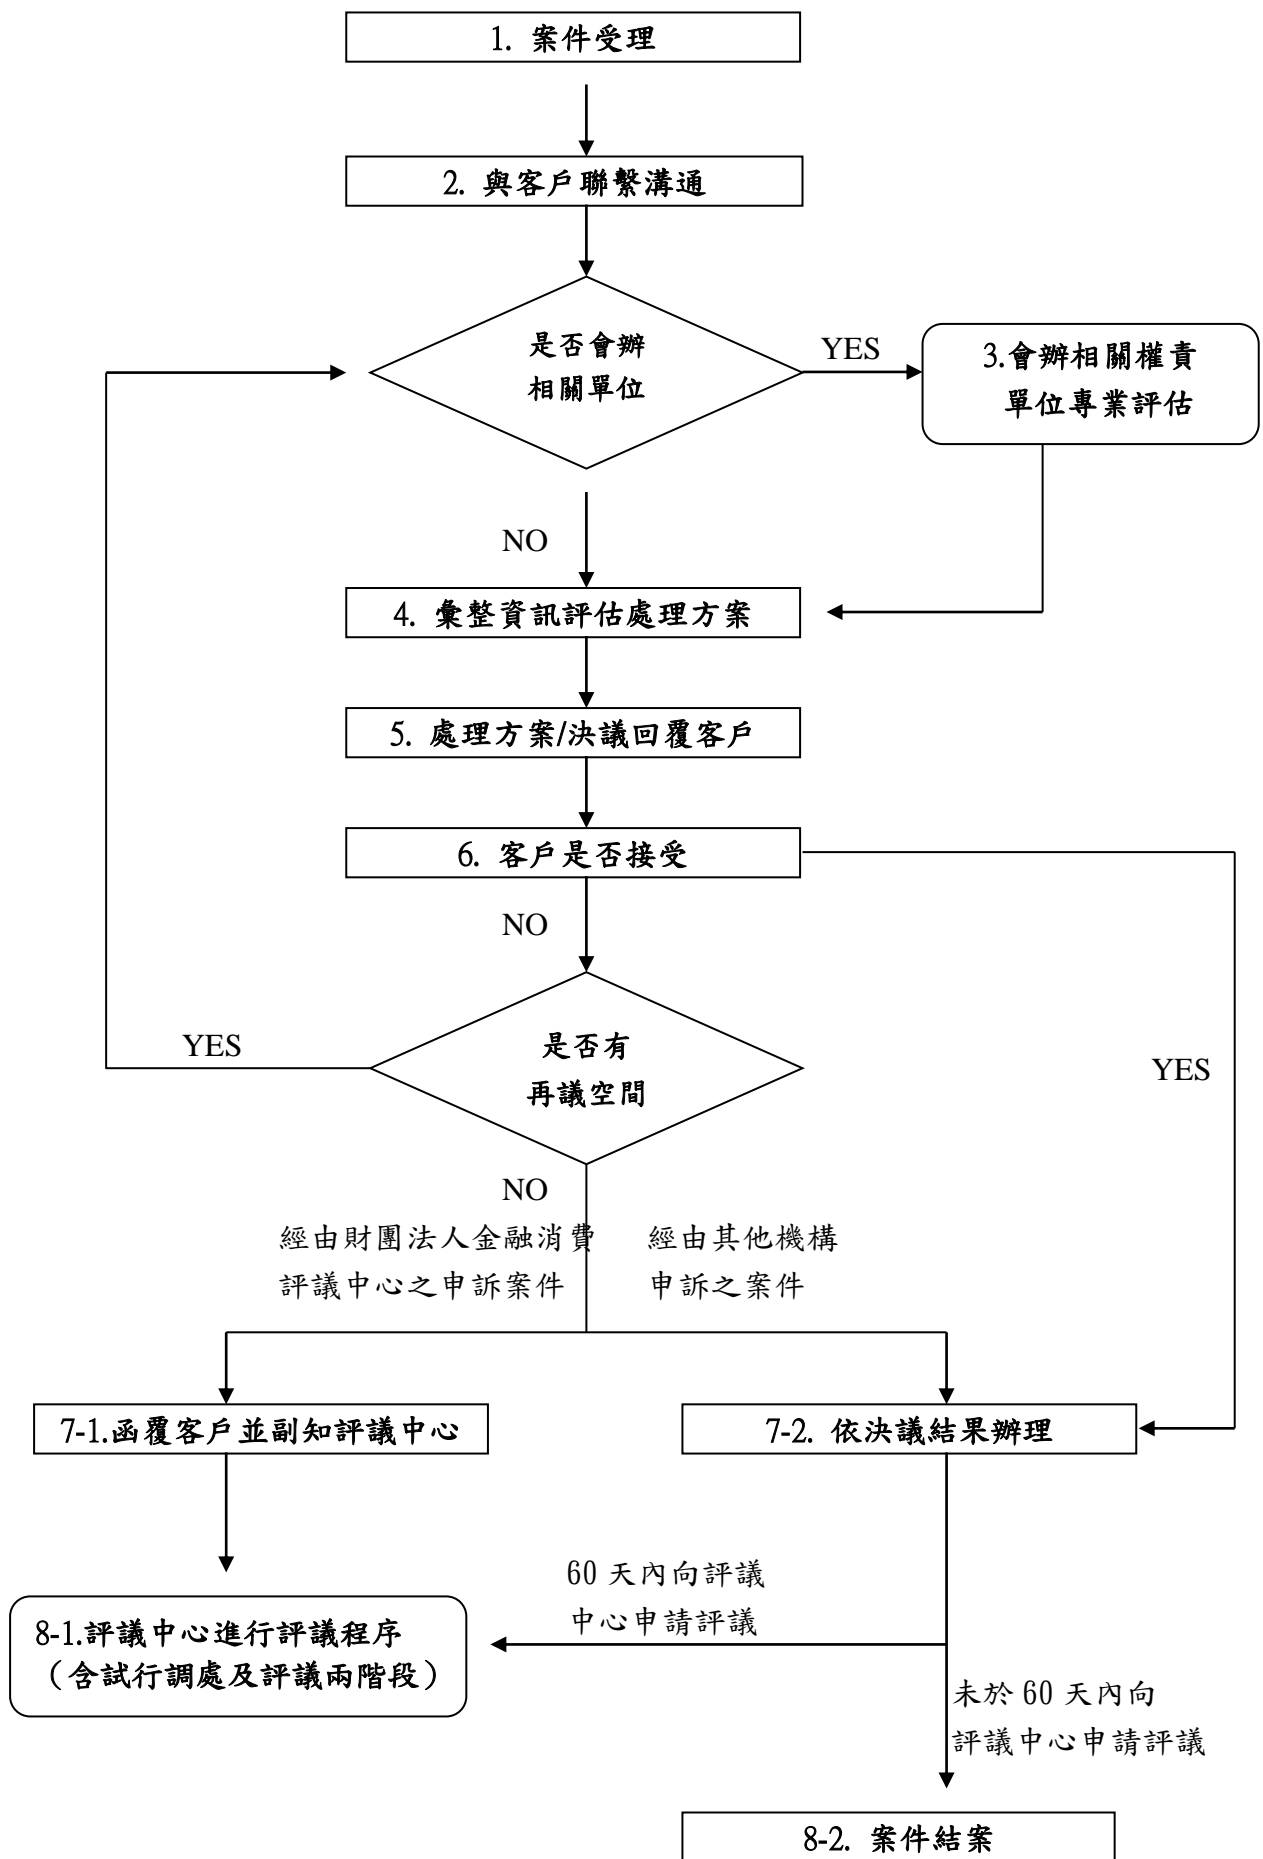 1. 案件受理
2. 與客戶聯繫溝通
是否會辦
相關單位
YES
3.會辦相關權責
單位專業評估
NO
4. 彙整資訊評估處理方案
5. 處理方案/決議回覆客戶
6. 客戶是否接受
NO
YES
是否有
再議空間
YES
NO
經由財團法人金融消費
評議中心之申訴案件
經由其他機構
申訴之案件
7-1.函覆客戶並副知評議中心
7-2. 依決議結果辦理
60 天內向評議
中心申請評議
8-1.評議中心進行評議程序
（含試行調處及評議兩階段）
未於 60 天內向
評議中心申請評議
8-2. 案件結案